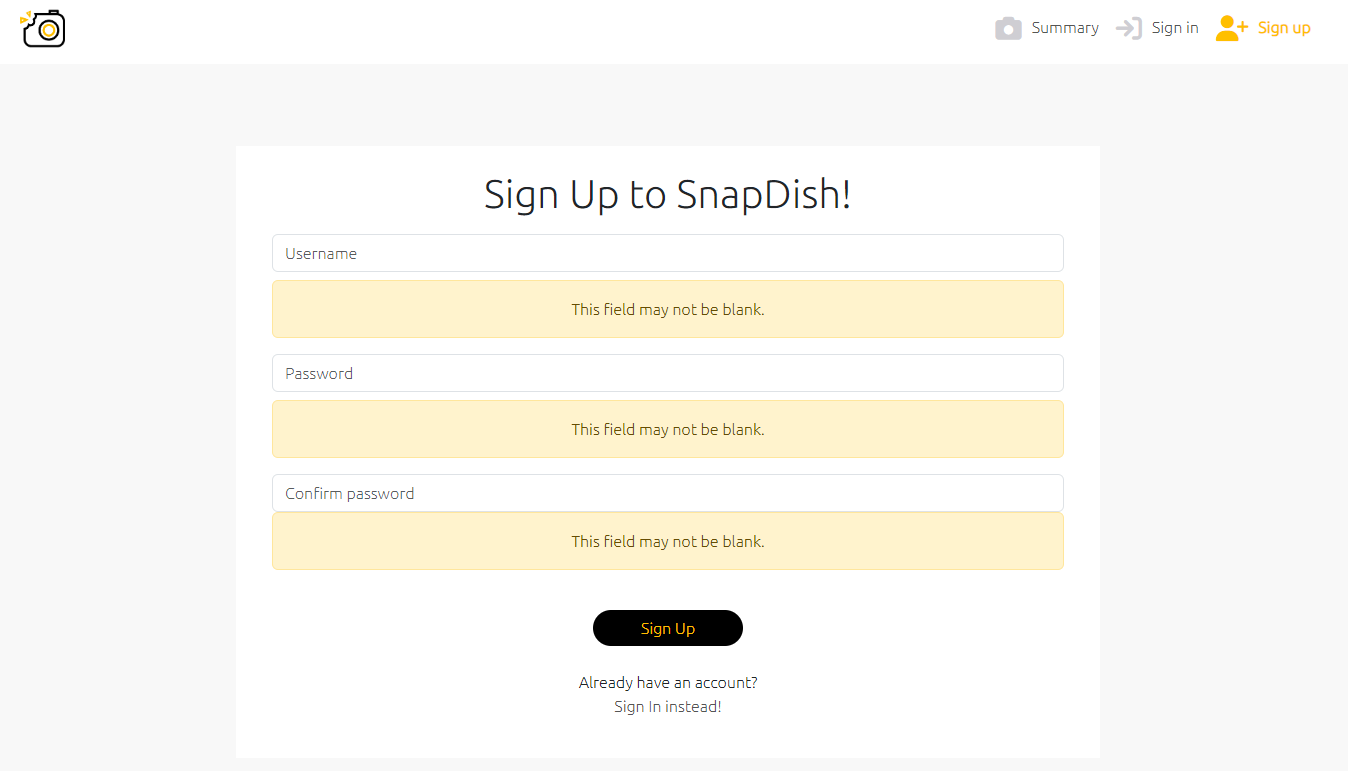 Summary
Sign in
Sign up
Sign Up to SnapDish!
Username
This field may not be blank.
Password
This field may not be blank.
Confirm password
This field may not be blank.
Sign Up
Already have an account?
Sign In instead!